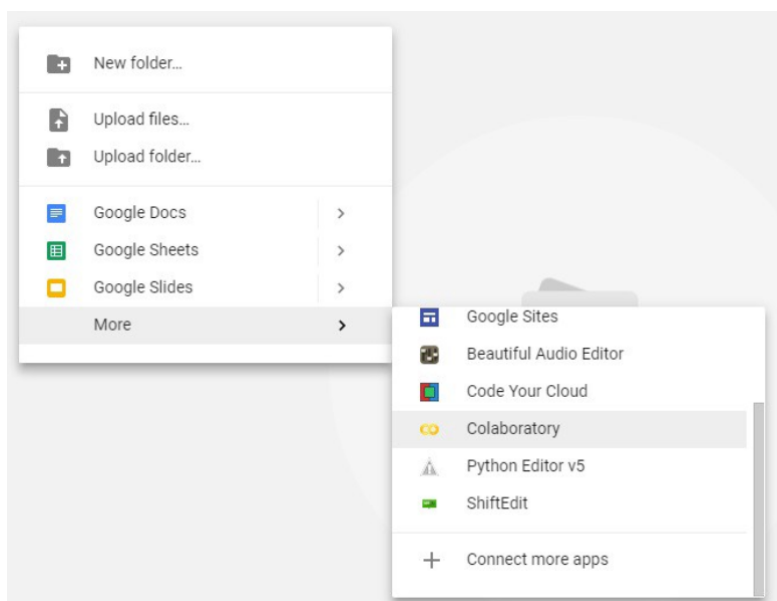 New folder...
Upload files...
Upload folder...
Google Docs
Google Sheets
Google Slides
More
Google Sites
Beautiful Audio Editor
Code Your Cloud
Colaboratory
Python Editor v5
ShiftEdit
Connect more apps